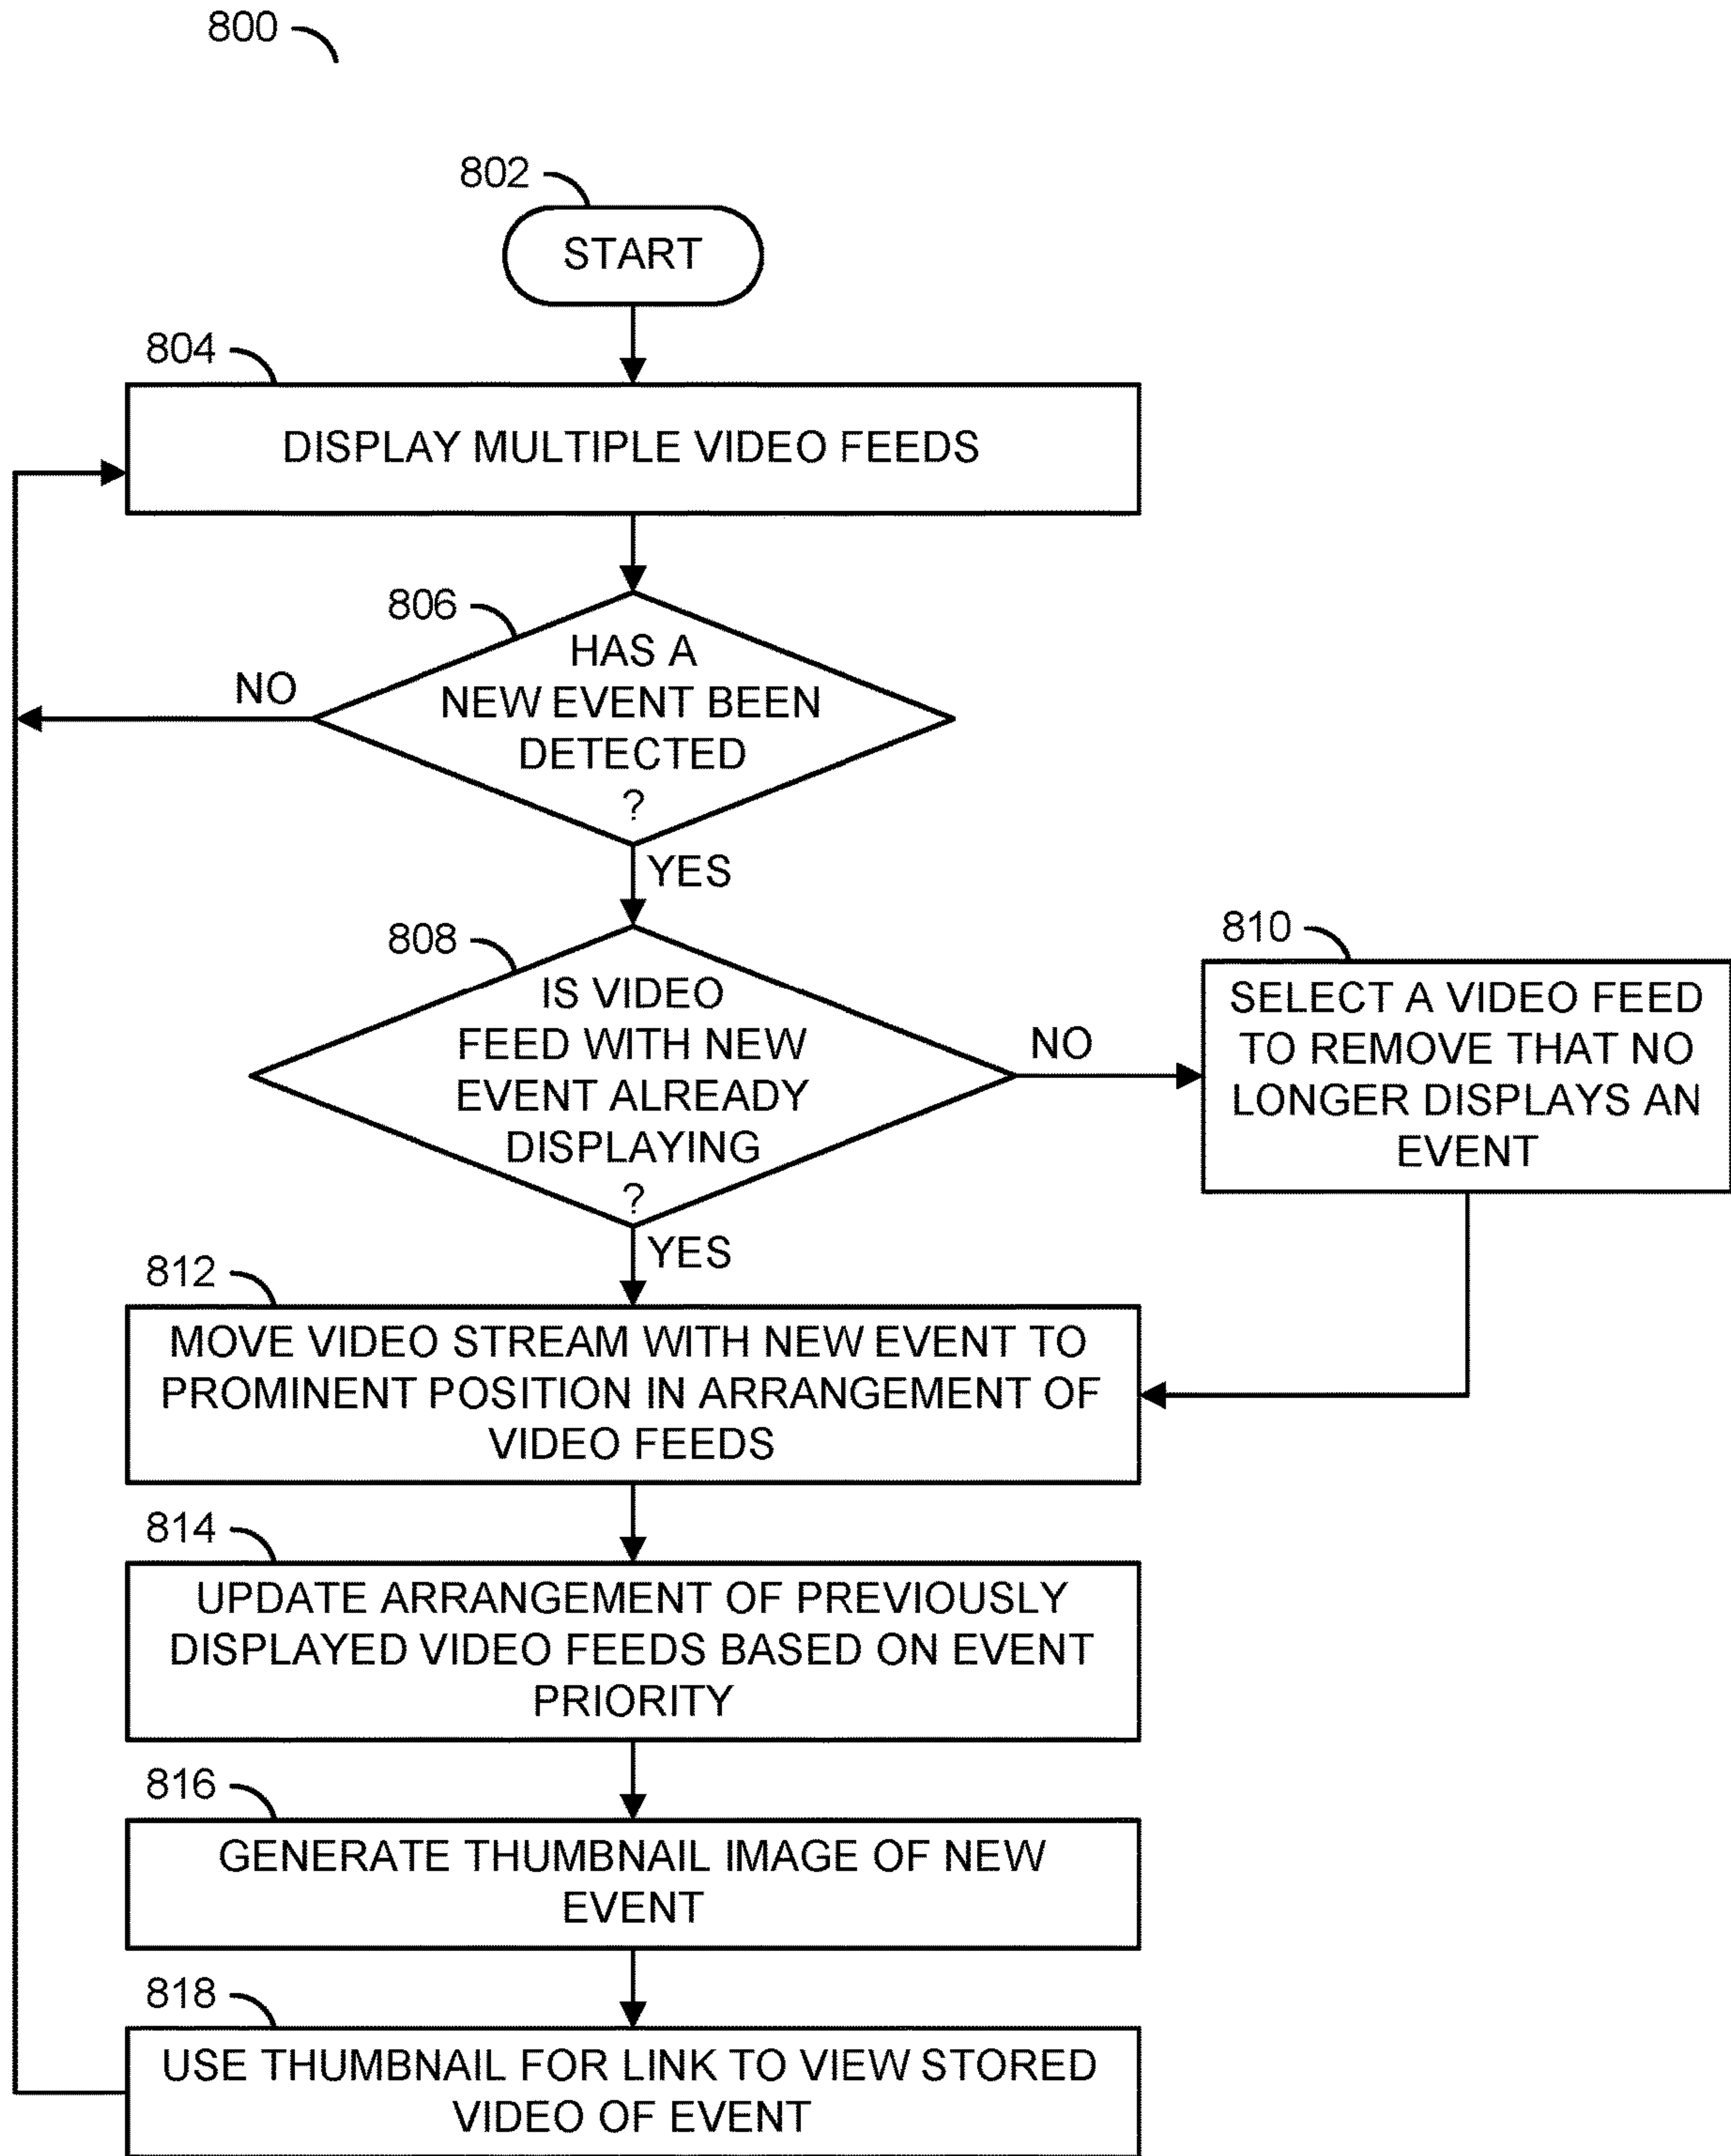 800
802
START
804
DISPLAY MULTIPLE VIDEO FEEDS
806
HAS A
NEW EVENT BEEN
DETECTED
?
NO
YES
808
IS VIDEO
FEED WITH NEW
EVENT ALREADY
DISPLAYING
?
NO
810
SELECT A VIDEO FEED
TO REMOVE THAT NO
LONGER DISPLAYS AN
EVENT
YES
812
MOVE VIDEO STREAM WITH NEW EVENT TO
PROMINENT POSITION IN ARRANGEMENT OF
VIDEO FEEDS
814
UPDATE ARRANGEMENT OF PREVIOUSLY
DISPLAYED VIDEO FEEDS BASED ON EVENT
PRIORITY
816
GENERATE THUMBNAIL IMAGE OF NEW
EVENT
818
USE THUMBNAIL FOR LINK TO VIEW STORED
VIDEO OF EVENT